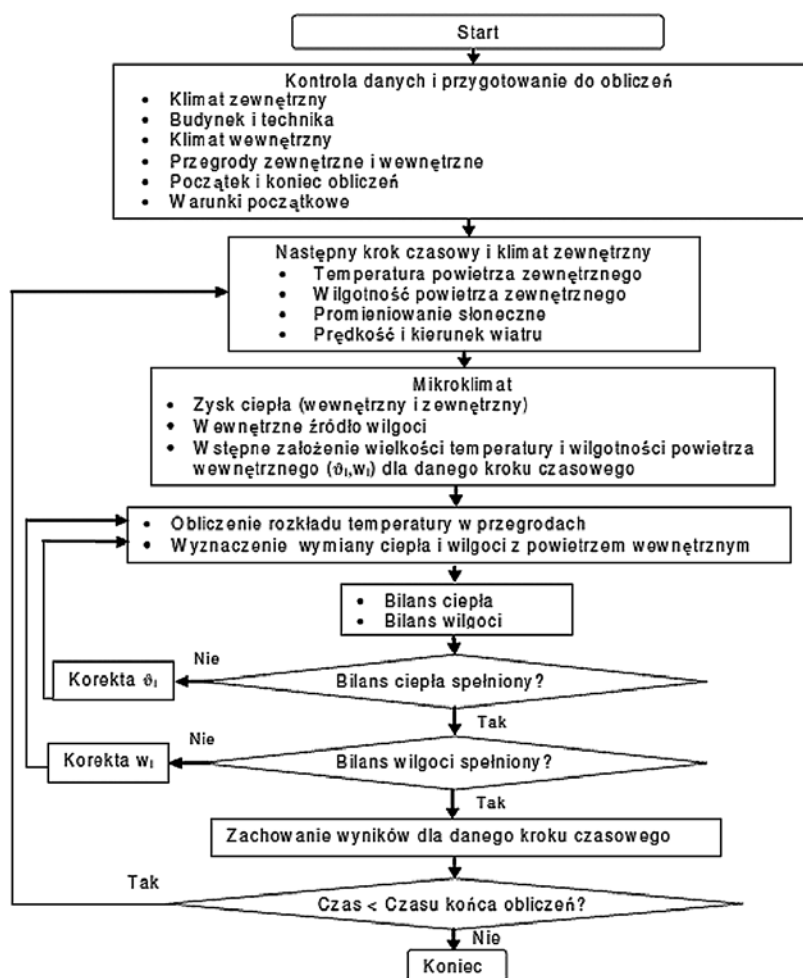 Start
Kontrola danych i przygotowanie do obliczeń
• Klimat zewnętrzny
• Budynek i technika
• Klimat wewnętrzny
• Przegrody zewnętrzne i wewnętrzne
• Początek i koniec obliczeń
• Warunki początkowe
Następny krok czasowy i klimat zewnętrzny
• Temperatura powietrza zewnętrznego
• Wilgotność powietrza zewnętrznego
• Promieniowanie słoneczne
• Prędkość i kierunek wiatru
Mikroklimat
• Zysk ciepła (wewnętrzny i zewnętrzny)
• Wewnętrzne źródło wilgoci
• Wstępne założenie wielkości temperatury i wilgotności powietrza
wewnętrznego (ϑI,wI) dla danego kroku czasowego
• Obliczenie rozkładu temperatury w przegrodach
• Wyznaczenie wymiany ciepła i wilgoci z powietrzem wewnętrznym
• Bilans ciepła
• Bilans wilgoci
Nie
Korekta ϑI
Bilans ciepła spełniony?
Tak
Nie
Korekta wI
Bilans wilgoci spełniony?
Tak
Zachowanie wyników dla danego kroku czasowego
Tak
Czas < Czasu końca obliczeń?
Nie
Koniec